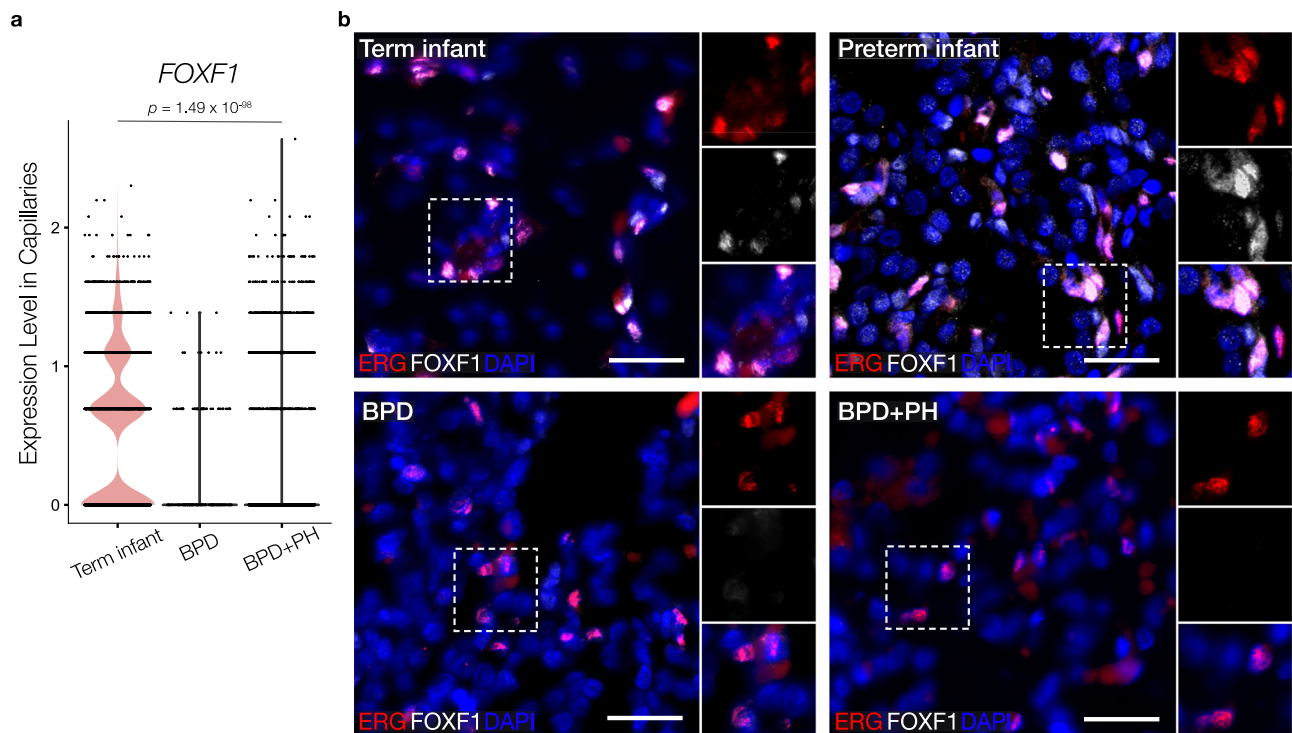 a
FOXF1
p = 1.49 x 10⁻⁹⁸
Expression Level in Capillaries
2
1
0
Term infant
BPD
BPD+PH
b
Term infant
ERG FOXF1 DAPI
Preterm infant
ERG FOXF1 DAPI
BPD
ERG FOXF1 DAPI
BPD+PH
ERG FOXF1 DAPI